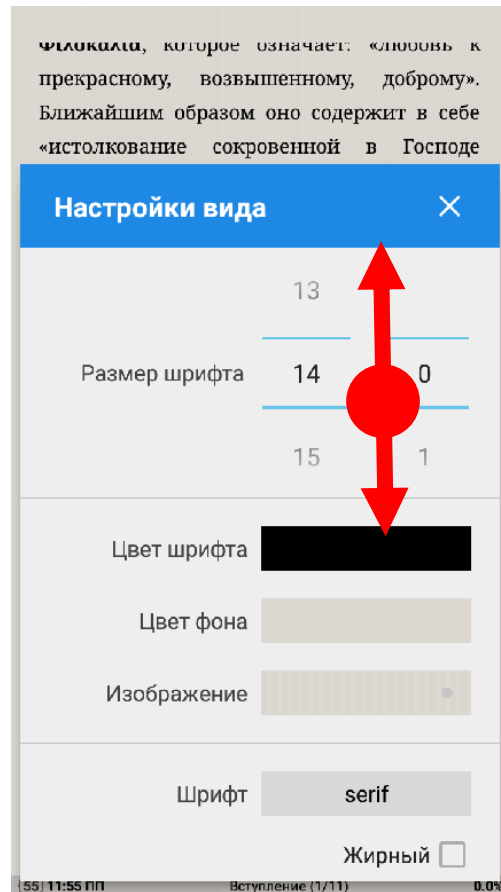 Φιλοκαλία, которое означает: «любовь к
прекрасному, возвышенному, доброму».
Ближайшим образом оно содержит в себе
«истолкование сокровенной в Господе
Настройки вида
13
Размер шрифта 14 0
15 1
Цвет шрифта
Цвет фона
Изображение
Шрифт serif
Жирный
55] 11:55 ПП Вступление (1/11) 0.0%